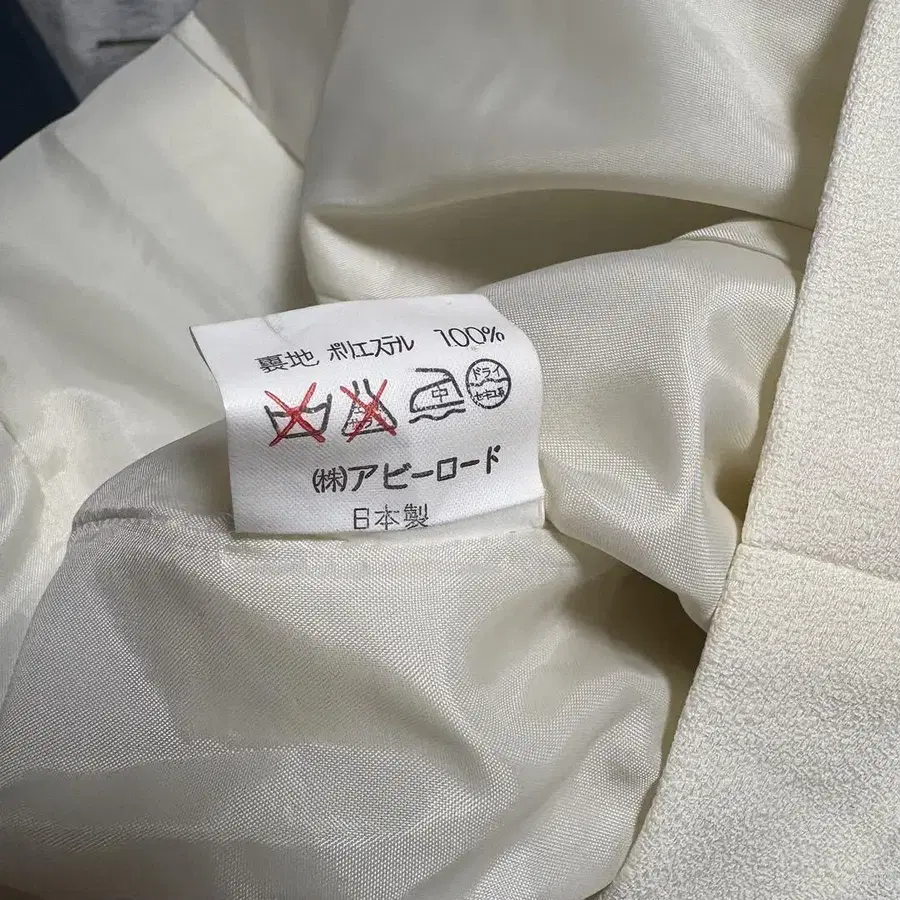 裏地 ポリエステル 100%
中 ドライ
(株)アビーロード
日本製